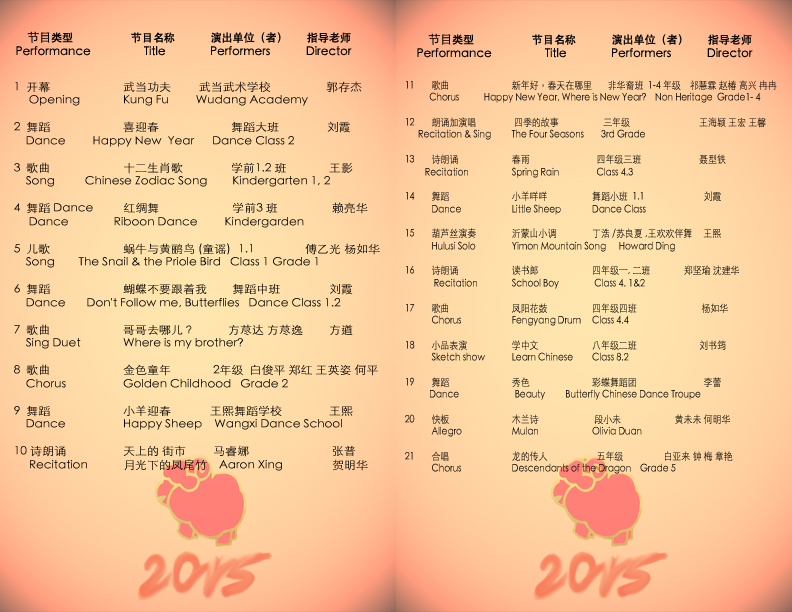 节目类型 节目名称 演出单位（者） 指导老师
Performance Title Performers Director
1 开幕 武当功夫 武当武术学校 郭存杰
Opening Kung Fu Wudang Academy
2 舞蹈 喜迎春 舞蹈大班 刘霞
Dance Happy New Year Dance Class 2
3 歌曲 十二生肖歌 学前1.2 班 王影
Song Chinese Zodiac Song Kindergarten 1, 2
4 舞蹈 Dance 红绸舞 学前3 班 赖亮华
Dance Riboon Dance Kindergarden
5 儿歌 蜗牛与黄鹂鸟 (童谣) 1.1 傅乙光 杨如华
Song The Snail & the Priole Bird Class 1 Grade 1
6 舞蹈 蝴蝶不要跟着我 舞蹈中班 刘霞
Dance Don't Follow me, Butterflies Dance Class 1.2
7 歌曲 哥哥去哪儿？ 方荩达 方荩逸 方道
Sing Duet Where is my brother?
8 歌曲 金色童年 2年级 白俊平 郑红 王英姿 何平
Chorus Golden Childhood Grade 2
9 舞蹈 小羊迎春 王熙舞蹈学校 王熙
Dance Happy Sheep Wangxi Dance School
10 诗朗诵 天上的 街市 马睿娜 张普
Recitation 月光下的凤尾竹 Aaron Xing 贺明华
2015
节目类型 节目名称 演出单位（者） 指导老师
Performance Title Performers Director
11 歌曲 新年好，春天在哪里 非华裔班 1-4 年级 祁慧霖 赵椿 高兴 冉冉
Chorus Happy New Year, Where is New Year? Non Heritage Grade1- 4
12 朗诵加演唱 四季的故事 三年级 王海颖 王宏 王馨
Recitation & Sing The Four Seasons 3rd Grade
13 诗朗诵 春雨 四年级三班 聂型铁
Recitation Spring Rain Class 4.3
14 舞蹈 小羊咩咩 舞蹈小班 1.1 刘霞
Dance Little Sheep Dance Class
15 葫芦丝演奏 沂蒙山小调 丁浩 /苏良夏 ,王欢欢伴舞 王熙
Hulusi Solo Yimon Mountain Song Howard Ding
16 诗朗诵 读书郎 四年级一, 二班 郑坚瑜 沈建华
Recitation School Boy Class 4, 1&2
17 歌曲 凤阳花鼓 四年级四班 杨如华
Chorus Fengyang Drum Class 4.4
18 小品表演 学中文 八年级二班 刘书筠
Sketch show Learn Chinese Class 8.2
19 舞蹈 秀色 彩蝶舞蹈团 李蕾
Dance Beauty Butterfly Chinese Dance Troupe
20 快板 木兰诗 段小未 黄未未 何明华
Allegro Mulan Olivia Duan
21 合唱 龙的传人 五年级 白亚来 钟 梅 章艳
Chorus Descendants of the Dragon Grade 5
2015